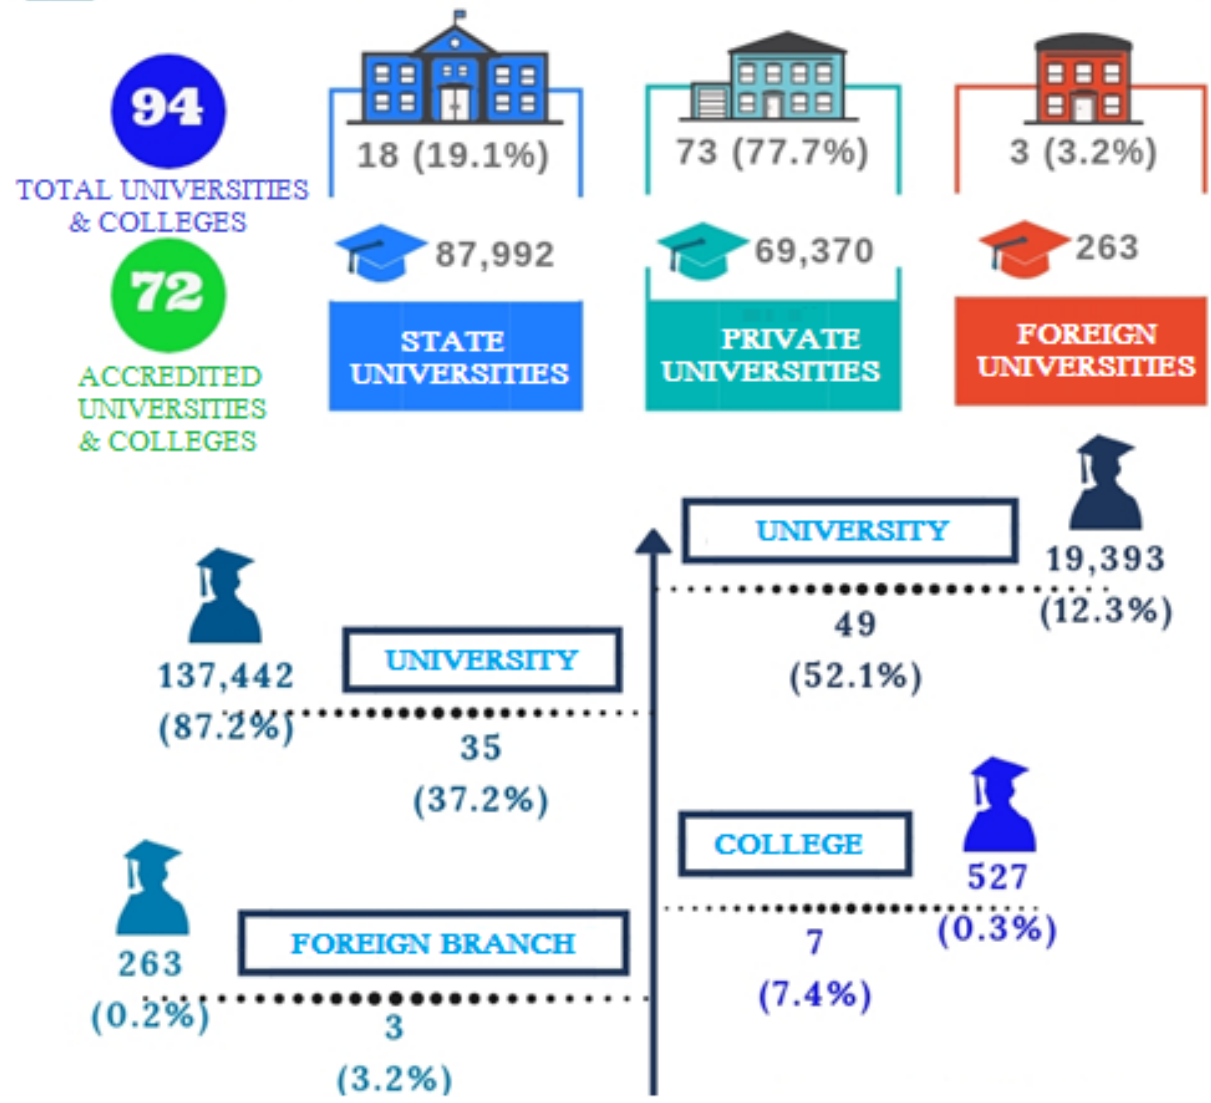 94
TOTAL UNIVERSITIES
& COLLEGES
72
ACCREDITED
UNIVERSITIES
& COLLEGES
18 (19.1%)
87,992
STATE
UNIVERSITIES
73 (77.7%)
69,370
PRIVATE
UNIVERSITIES
3 (3.2%)
263
FOREIGN
UNIVERSITIES
UNIVERSITY
19,393
(12.3%)
49
(52.1%)
137,442
(87.2%)
UNIVERSITY
35
(37.2%)
COLLEGE
527
(0.3%)
7
(7.4%)
263
(0.2%)
FOREIGN BRANCH
3
(3.2%)